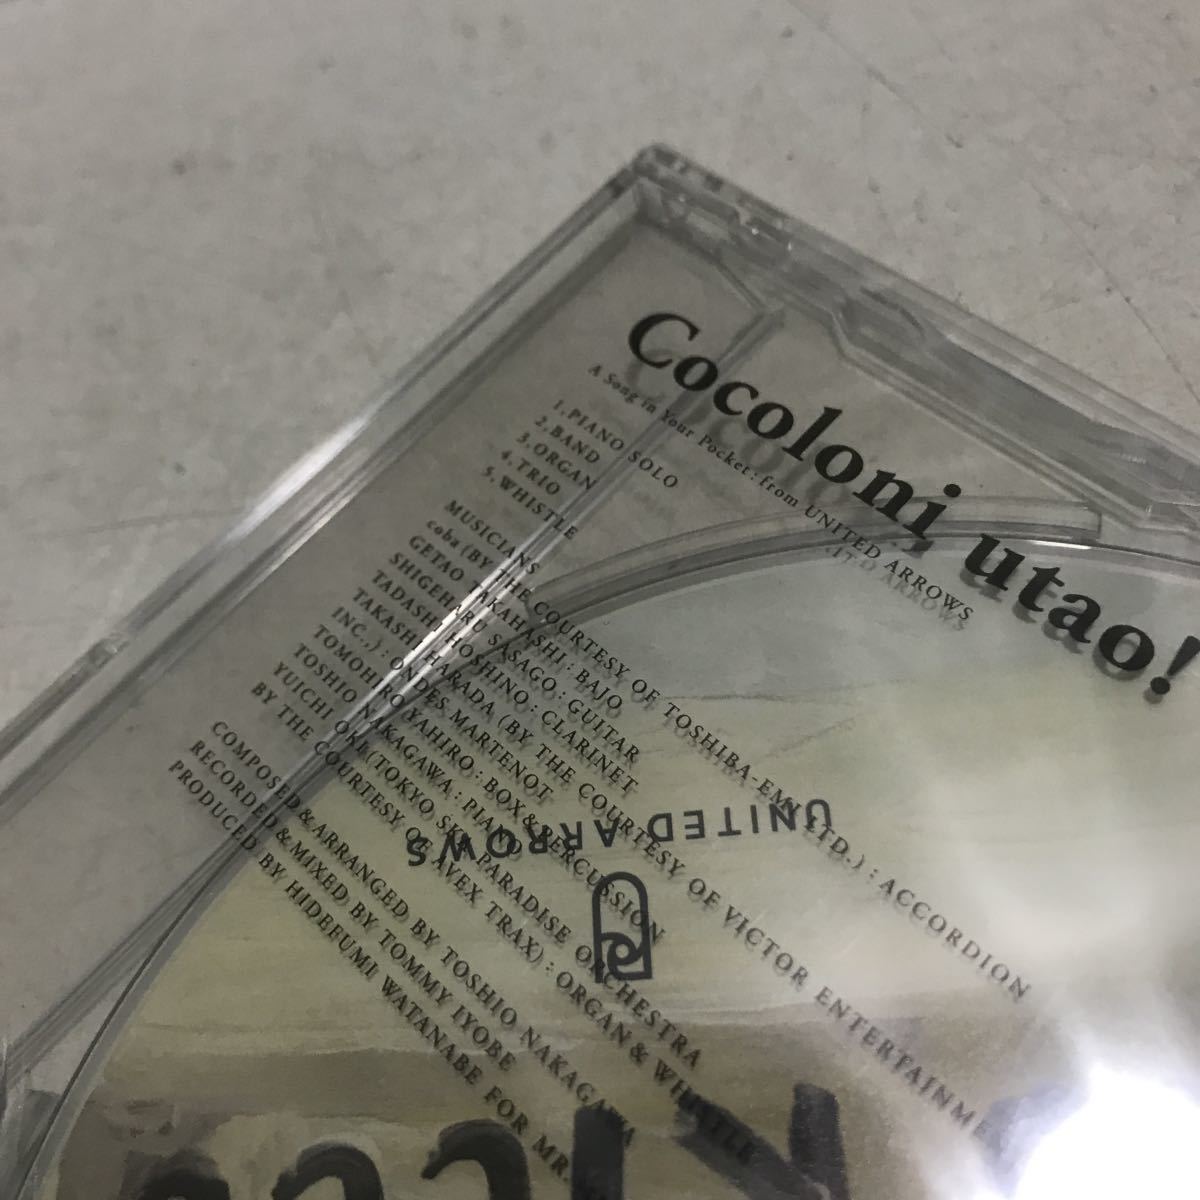 Cocoloni, utao!
A Song in Your Pocket: from UNITED ARROWS
1. PIANO SOLO
2. BAND
3. ORGAN
4. TRIO
5. WHISTLE
MUSICIANS
coba (BY THE COURTESY OF TOSHIBA-EMI LTD.) : ACCORDION
GETAO TAKAHASHI : BAJO
SHIGEHARU SASAGO : GUITAR
TADASHI HOSHINO : CLARINET
TAKASHI HARADA (BY THE COURTESY OF VICTOR ENTERTAINME
INC.,) : ONDES MARTENOT
TOMOHIRO YAHIRO : BOX & PERCUSSION
TOSHIO NAKAGAWA : PIANO
YUICHI OKI (TOKYO SKA PARADISE ORCHESTRA
BY THE COURTESY OF AVEX TRAX) : ORGAN & WHISTLE
COMPOSED & ARRANGED BY TOSHIO NAKAGAWA
RECORDED & MIXED BY TOMMY IYOBE
PRODUCED BY HIDEFUMI WATANABE FOR MR.
UNITED ARROWS